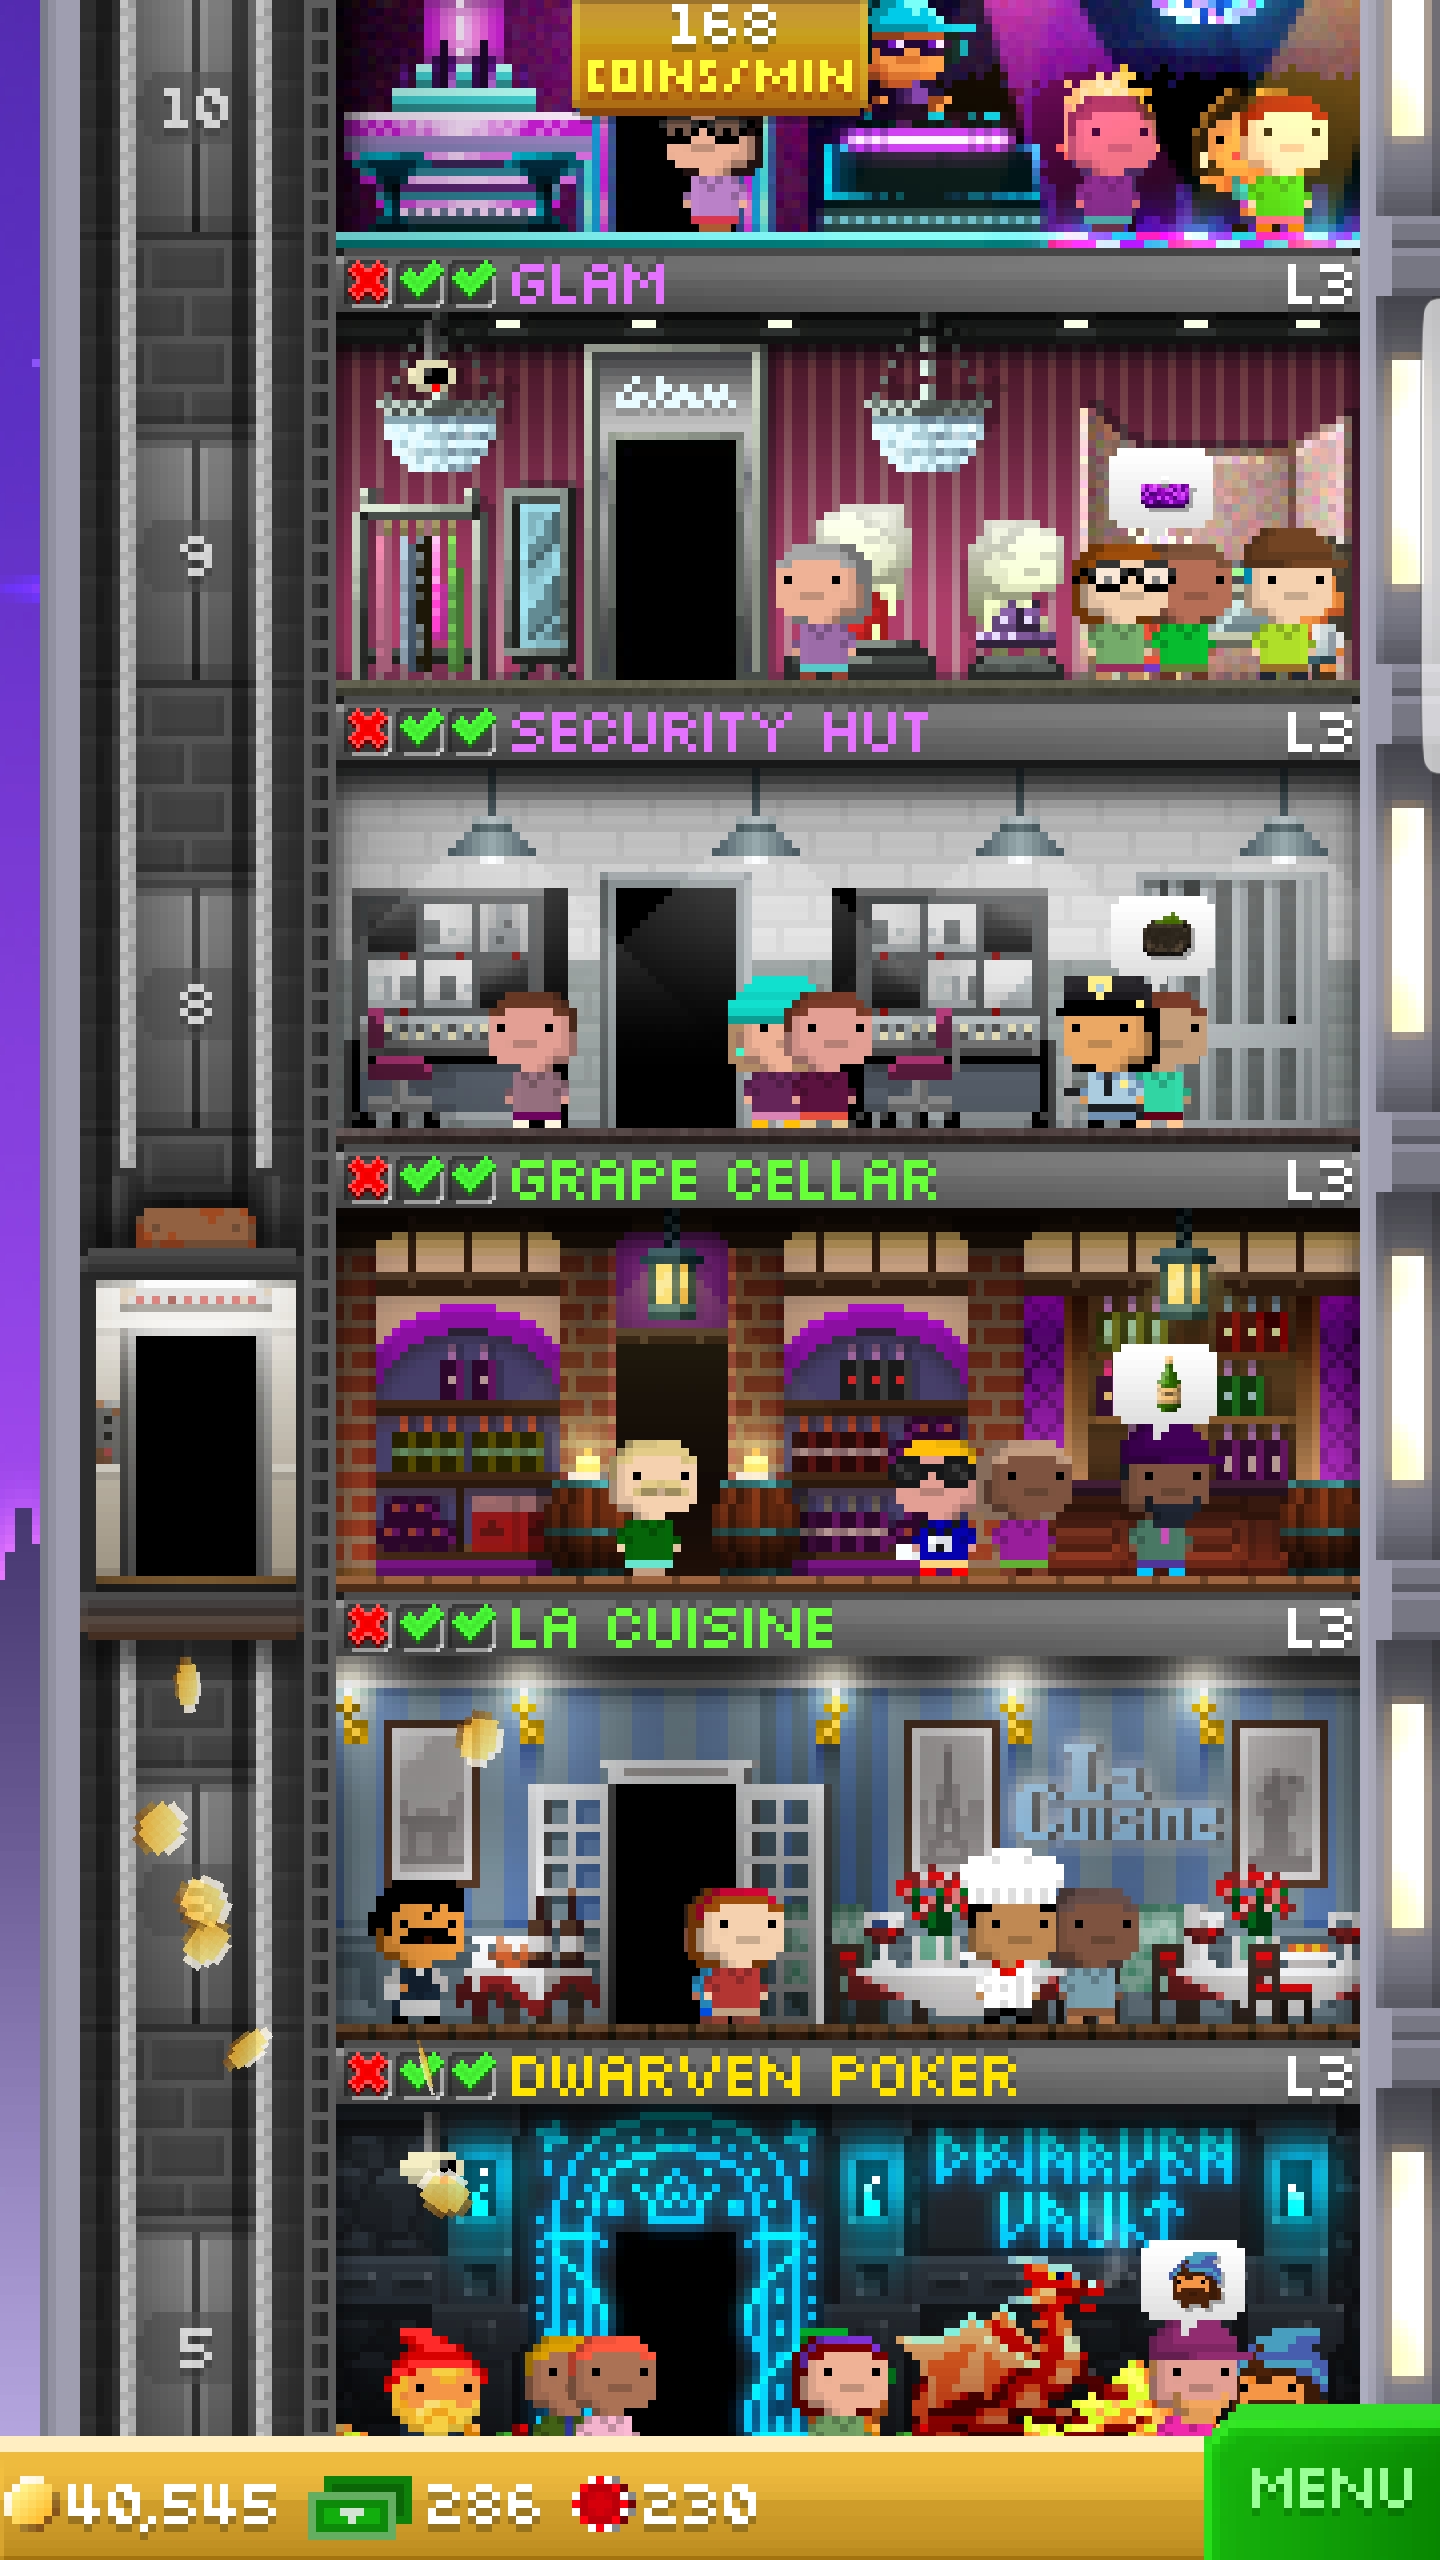 168
COINS/MIN
10
GLAM
L3
Glam
9
SECURITY HUT
L3
8
GRAPE CELLAR
L3
LA CUISINE
L3
La
Cuisine
DWARVEN POKER
L3
DWARVEN
VAULT
5
40,545
286
230
MENU